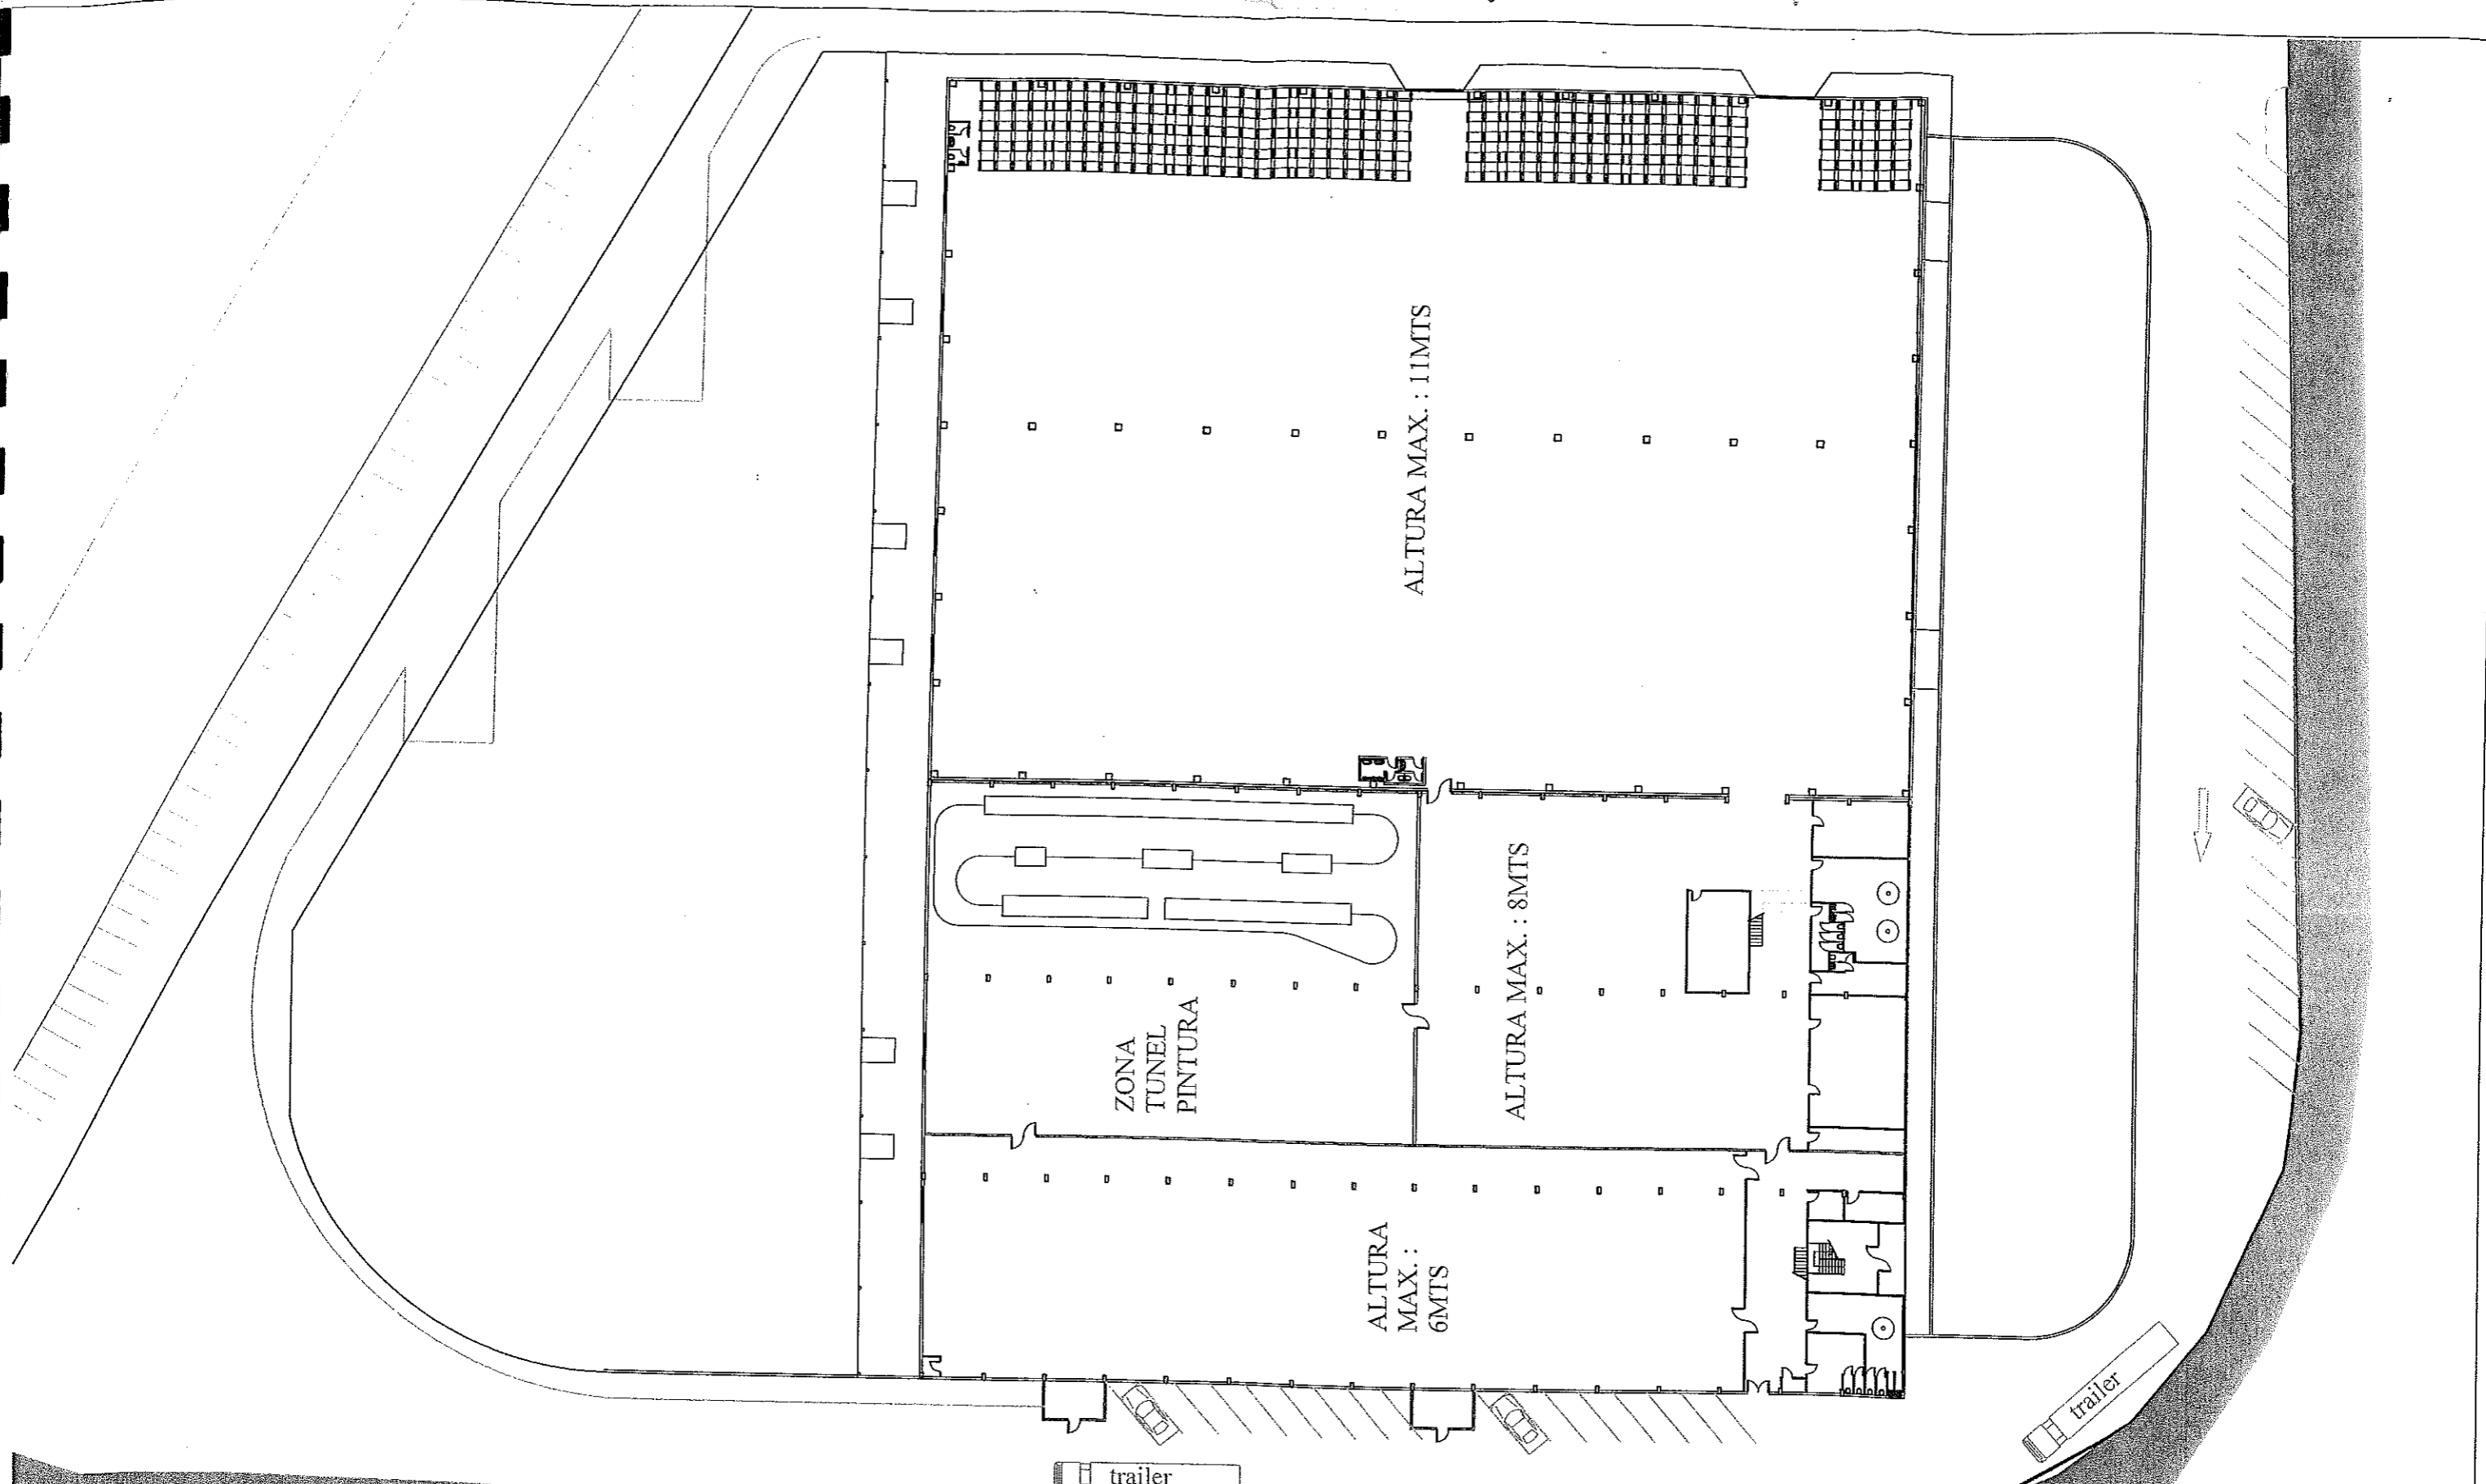 ALTURA MAX. : 11MTS
ALTURA MAX. : 8MTS
ZONA
TUNEL
PINTURA
ALTURA
MAX. :
6MTS
trailer
trailer